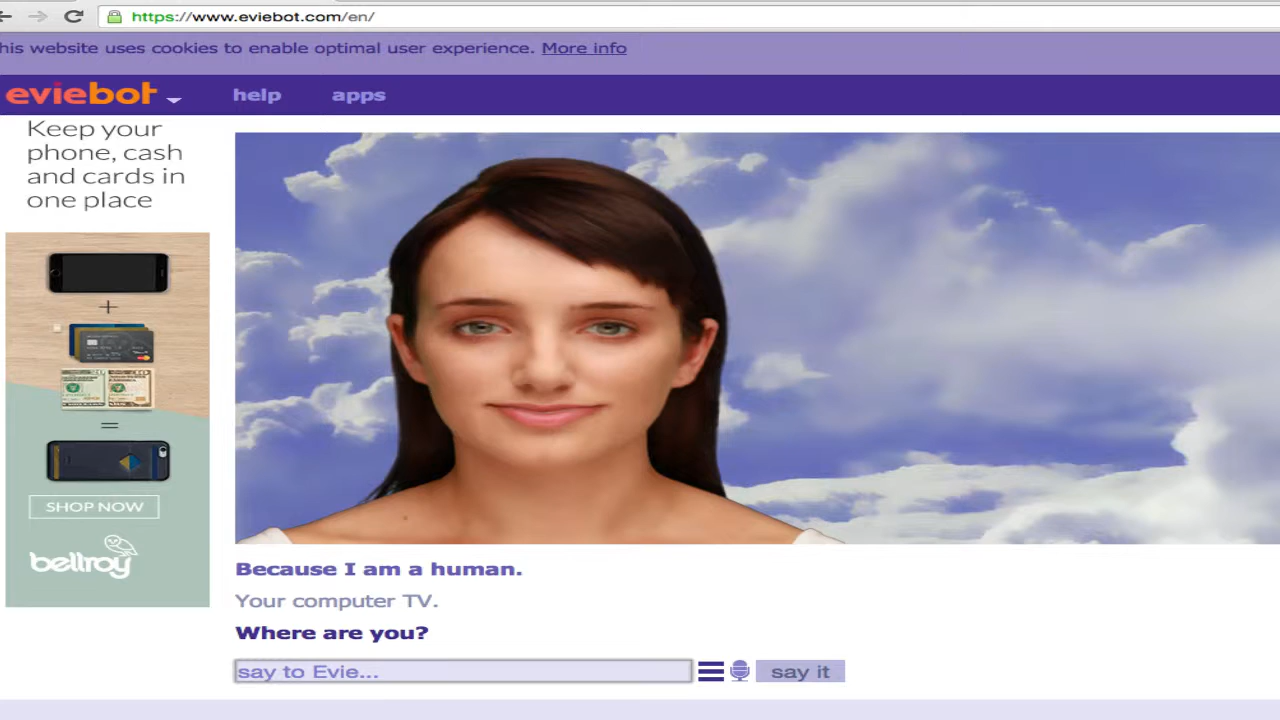 https://www.eviebot.com/en/
his website uses cookies to enable optimal user experience. More info
eviebot
help
apps
Keep your
phone, cash
and cards in
one place
+
=
SHOP NOW
bellroy
Because I am a human.
Your computer TV.
Where are you?
say to Evie...
say it